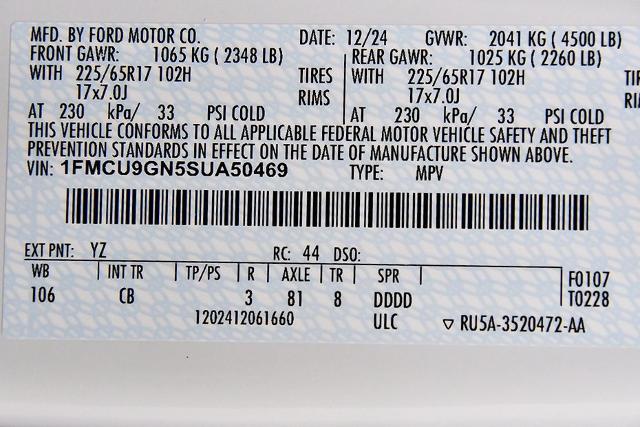 MFD. BY FORD MOTOR CO. DATE: 12/24 GVWR: 2041 KG ( 4500 LB)
FRONT GAWR: 1065 KG ( 2348 LB) REAR GAWR: 1025 KG ( 2260 LB)
WITH 225/65R17 102H TIRES WITH 225/65R17 102H
17x7.0J RIMS 17x7.0J
AT 230 kPa/ 33 PSI COLD AT 230 kPa/ 33 PSI COLD
THIS VEHICLE CONFORMS TO ALL APPLICABLE FEDERAL MOTOR VEHICLE SAFETY AND THEFT
PREVENTION STANDARDS IN EFFECT ON THE DATE OF MANUFACTURE SHOWN ABOVE.
VIN: 1FMCU9GN5SUA50469 TYPE: MPV
EXT PNT: YZ RC: 44 DSO:
WB INT TR TP/PS R AXLE TR SPR F0107
106 CB 3 81 8 DDDD T0228
1202412061660 ULC ▽ RU5A-3520472-AA